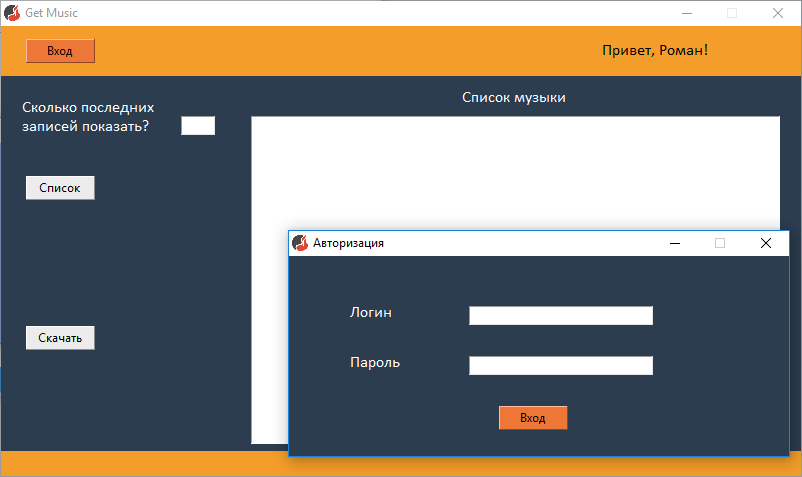 Get Music
Вход
Привет, Роман!
Сколько последних
записей показать?
Список музыки
Список
Скачать
Авторизация
Логин
Пароль
Вход